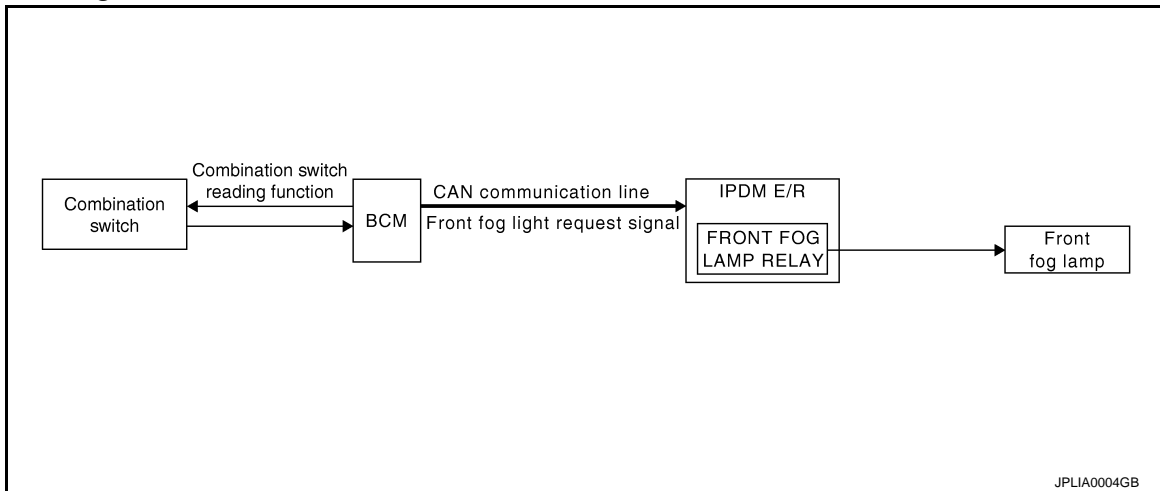 Combination switch
reading function
Combination
switch
BCM
CAN communication line
Front fog light request signal
IPDM E/R
FRONT FOG
LAMP RELAY
Front
fog lamp
JPLIA0004GB